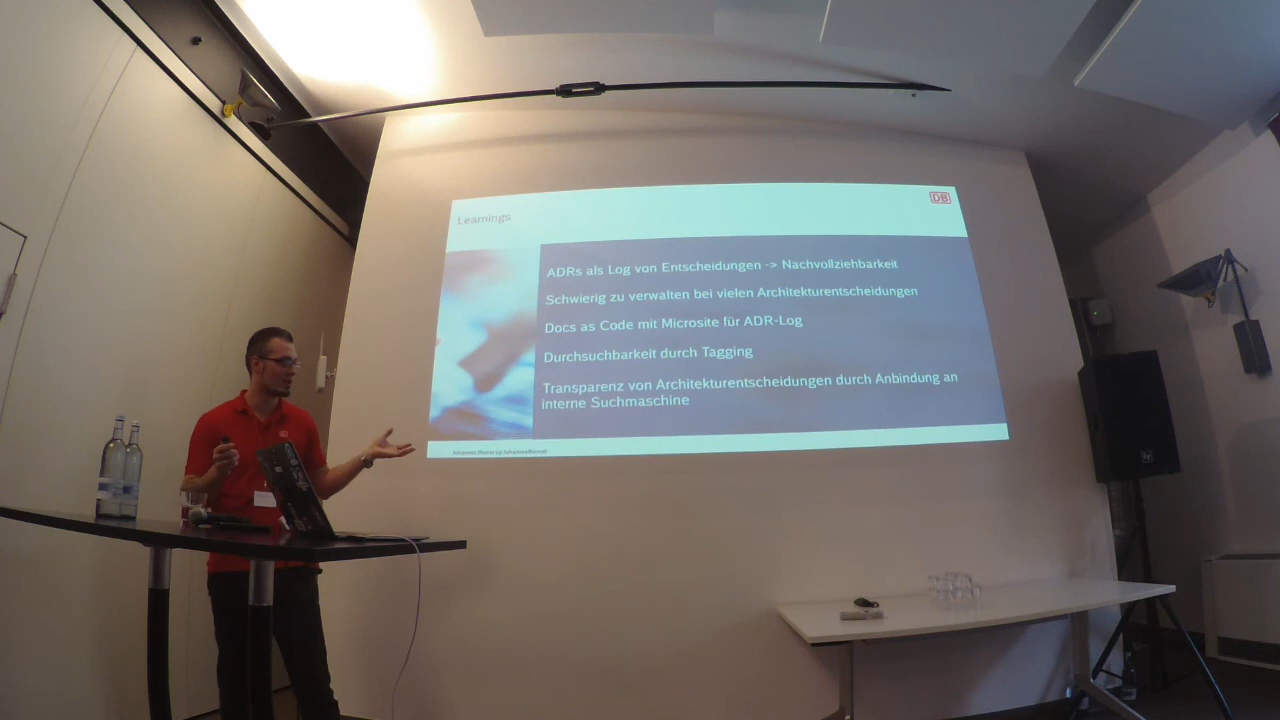 DB
Learnings
ADRs als Log von Entscheidungen -> Nachvollziehbarkeit
Schwierig zu verwalten bei vielen Architekturentscheidungen
Docs as Code mit Microsite für ADR-Log
Durchsuchbarkeit durch Tagging
Transparenz von Architekturentscheidungen durch Anbindung an
interne Suchmaschine